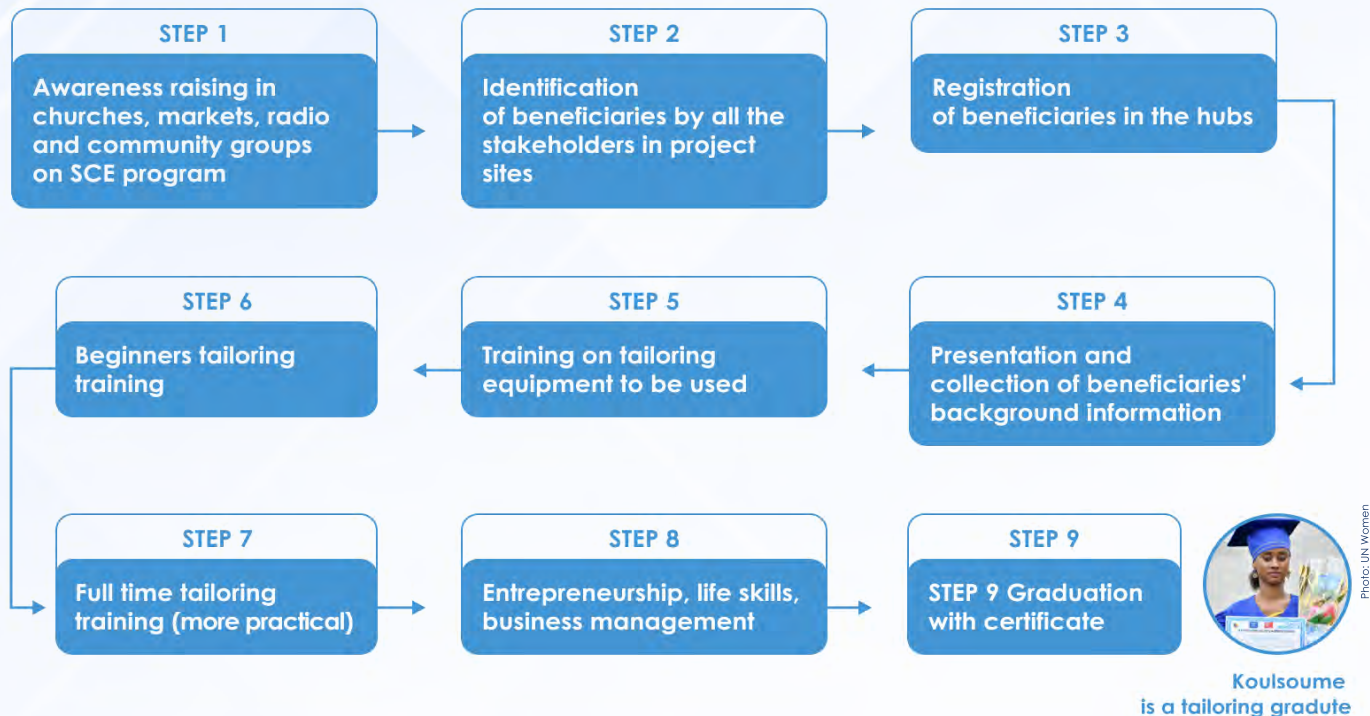 STEP 1
Awareness raising in
churches, markets, radio
and community groups
on SCE program
STEP 2
Identification
of beneficiaries by all the
stakeholders in project
sites
STEP 3
Registration
of beneficiaries in the hubs
STEP 4
Presentation and
collection of beneficiaries'
background information
STEP 5
Training on tailoring
equipment to be used
STEP 6
Beginners tailoring
training
STEP 7
Full time tailoring
training (more practical)
STEP 8
Entrepreneurship, life skills,
business management
STEP 9
STEP 9 Graduation
with certificate
Photo: UN Women
Koulsoume
is a tailoring gradute